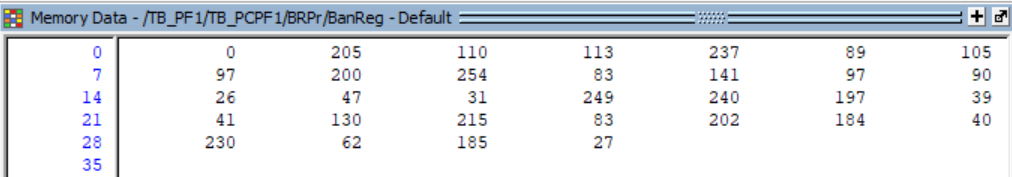 Memory Data - /TB_PF1/TB_PCPF1/BRPr/BanReg - Default
0 0 205 110 113 237 89 105
7 97 200 254 83 141 97 90
14 26 47 31 249 240 197 39
21 41 130 215 83 202 184 40
28 230 62 185 27
35